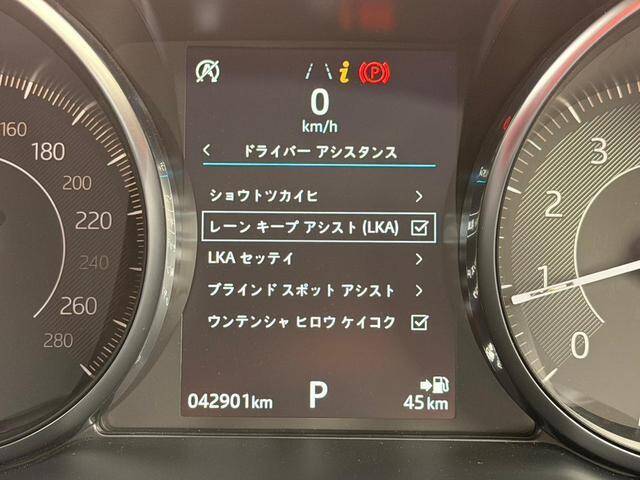 160
180
200
220
240
260
280
P
0
km/h
ドライバー アシスタンス
ショウトツカイヒ
レーン キープ アシスト (LKA)
LKA セッテイ
ブラインド スポット アシスト
ウンテンシャ ヒロウ ケイコク
042901km
P
45km
3
2
1
0